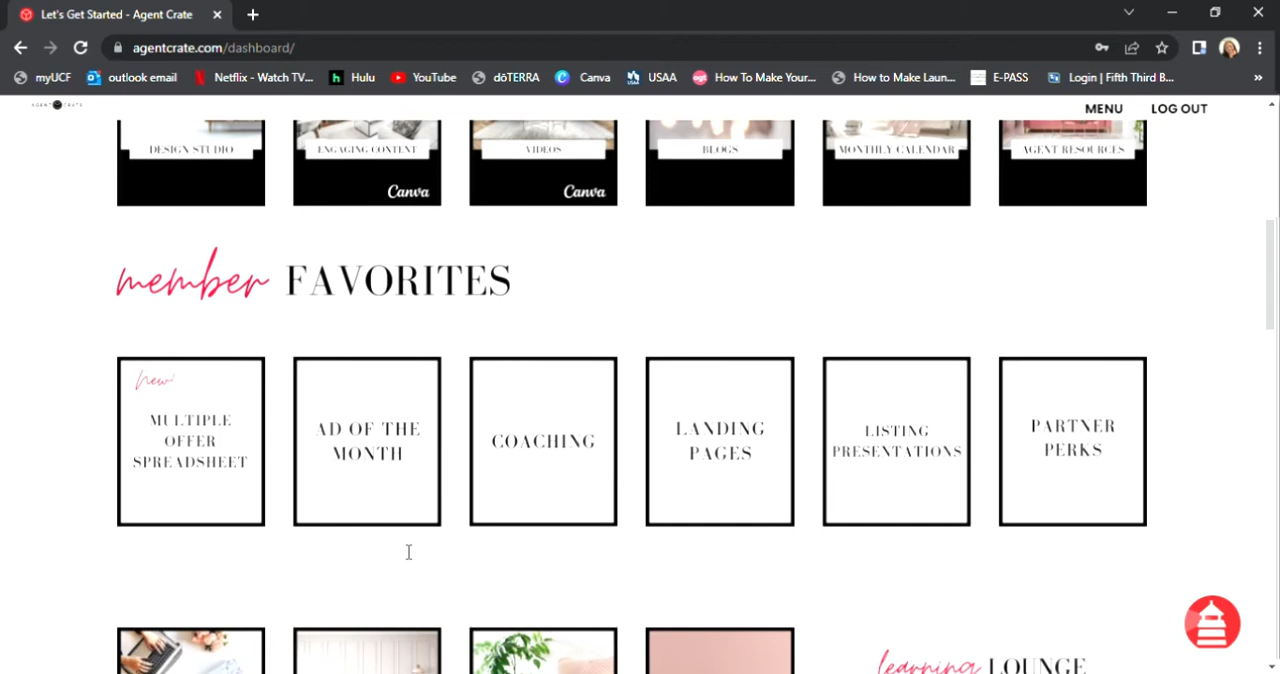 Let's Get Started - Agent Crate
agentcrate.com/dashboard/
myUCF outlook email Netflix - Watch TV... Hulu YouTube dōTERRA Canva USAA How To Make Your... How to Make Laun... E-PASS Login | Fifth Third B... »
AGENT CRATE MENU LOG OUT
DESIGN STUDIO ENGAGING CONTENT VIDEOS BLOGS MONTHLY CALENDAR AGENT RESOURCES
Canva Canva
member FAVORITES
New
MULTIPLE
OFFER
SPREADSHEET
AD OF THE
MONTH
COACHING
LANDING
PAGES
LISTING
PRESENTATIONS
PARTNER
PERKS
learning LOUNGE